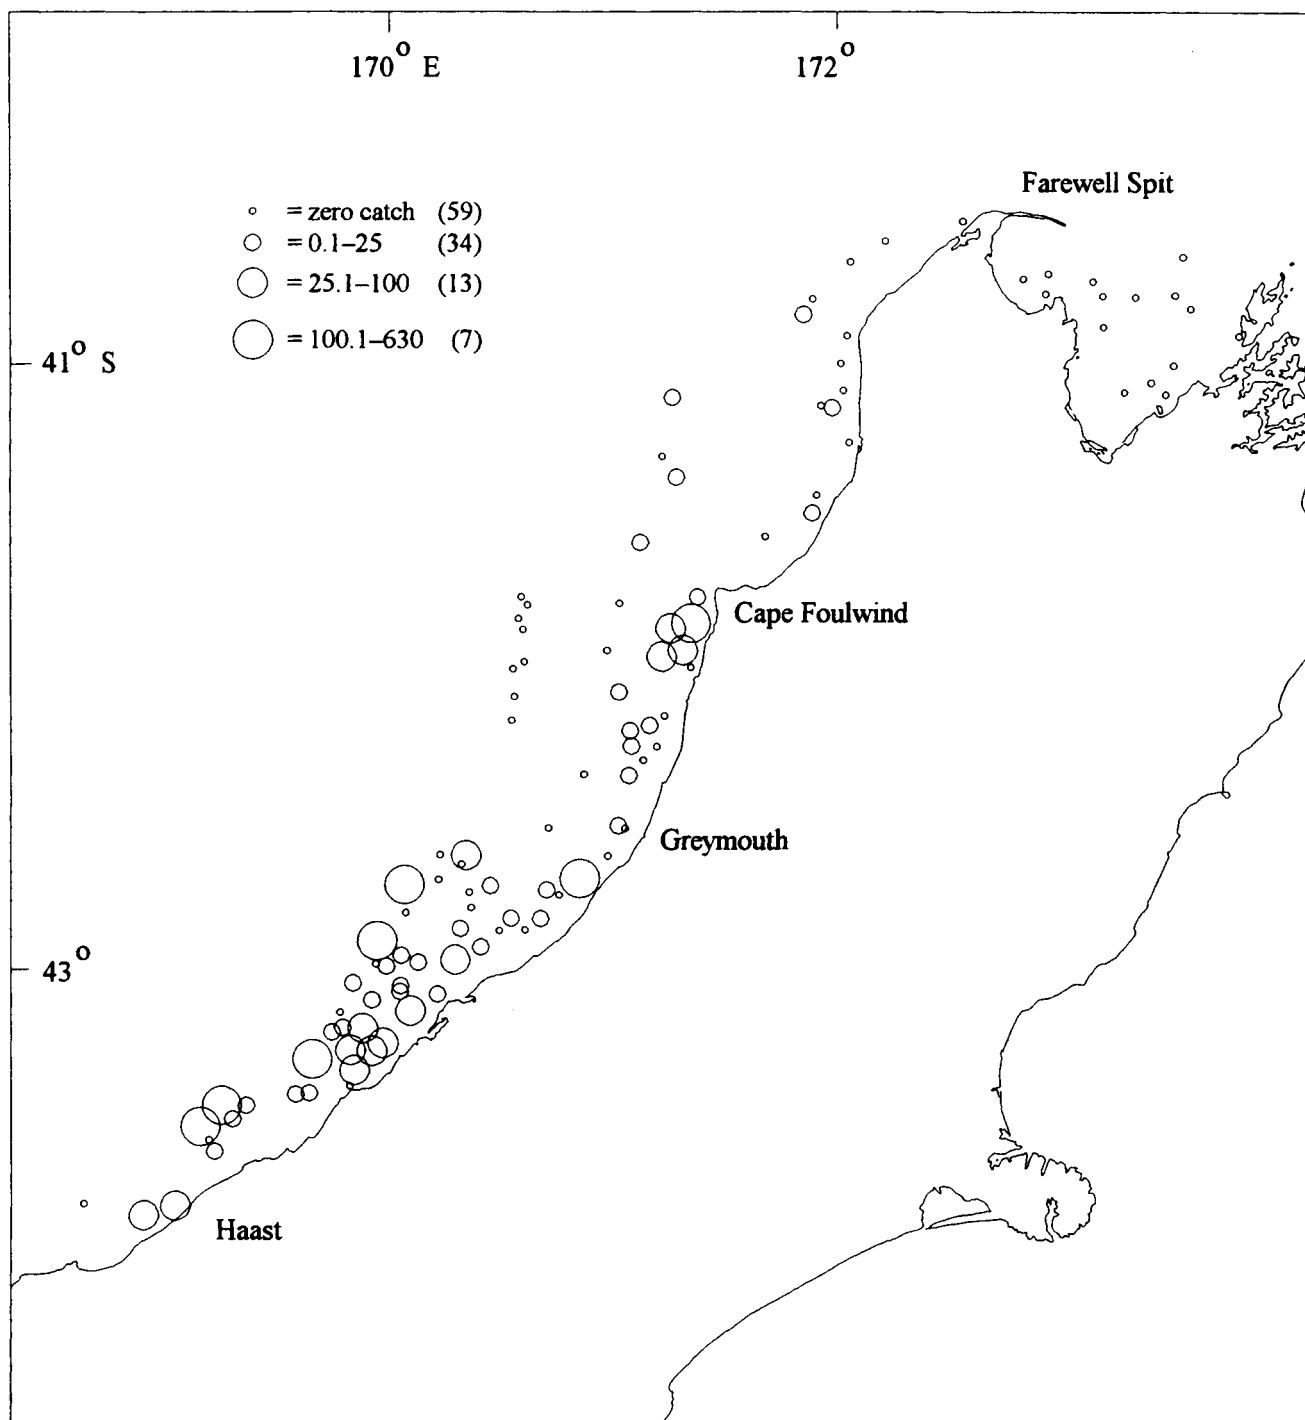 170° E
172°
Farewell Spit
= zero catch (59)
= 0.1–25 (34)
= 25.1–100 (13)
= 100.1–630 (7)
41° S
Cape Foulwind
Greymouth
43°
Haast